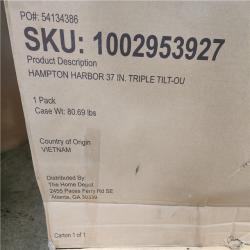 PO#: 54134386
SKU: 1002953927
Product Description
HAMPTON HARBOR 37 IN. TRIPLE TILT-OU
1 Pack
Case Wt: 80.69 lbs
Country of Origin
VIETNAM
Distributed By:
The Home Depot
2455 Paces Ferry Rd SE
Atlanta, GA 30339
Carton 1 of 1